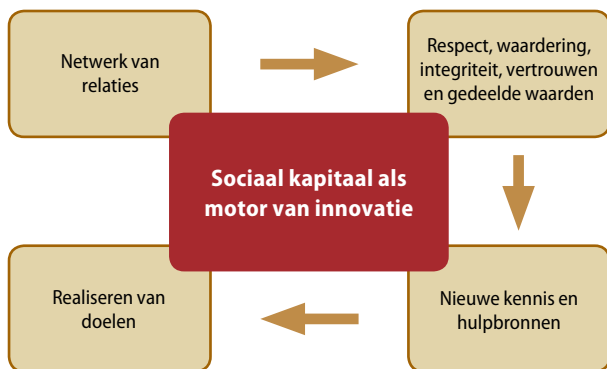 Netwerk van
relaties
Respect, waardering,
integriteit, vertrouwen
en gedeelde waarden
Sociaal kapitaal als
motor van innovatie
Realiseren van
doelen
Nieuwe kennis en
hulpbronnen